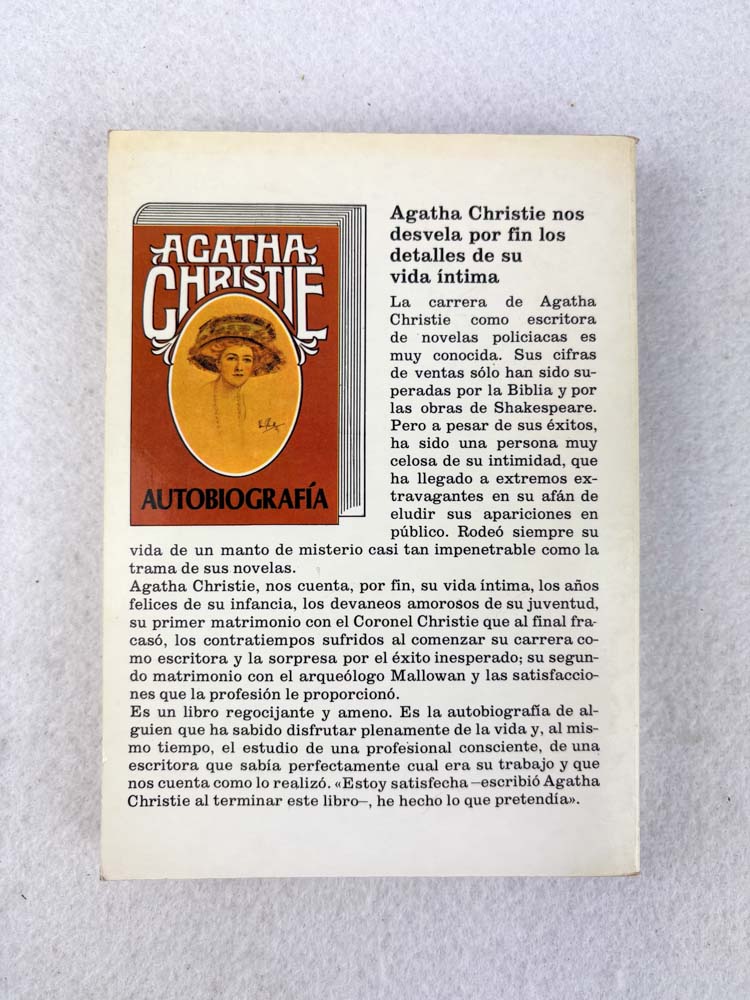 AGATHA
CHRISTIE
AUTOBIOGRAFÍA
Agatha Christie nos
desvela por fin los
detalles de su
vida íntima
La carrera de Agatha
Christie como escritora
de novelas policiacas es
muy conocida. Sus cifras
de ventas sólo han sido su-
peradas por la Biblia y por
las obras de Shakespeare.
Pero a pesar de sus éxitos,
ha sido una persona muy
celosa de su intimidad, que
ha llegado a extremos ex-
travagantes en su afán de
eludir sus apariciones en
público. Rodeó siempre su
vida de un manto de misterio casi tan impenetrable como la
trama de sus novelas.
Agatha Christie, nos cuenta, por fin, su vida íntima, los años
felices de su infancia, los devaneos amorosos de su juventud,
su primer matrimonio con el Coronel Christie que al final fra-
casó, los contratiempos sufridos al comenzar su carrera co-
mo escritora y la sorpresa por el éxito inesperado; su segun-
do matrimonio con el arqueólogo Mallowan y las satisfaccio-
nes que la profesión le proporcionó.
Es un libro regocijante y ameno. Es la autobiografía de al-
guien que ha sabido disfrutar plenamente de la vida y, al mis-
mo tiempo, el estudio de una profesional consciente, de una
escritora que sabía perfectamente cual era su trabajo y que
nos cuenta como lo realizó. «Estoy satisfecha —escribió Agatha
Christie al terminar este libro—, he hecho lo que pretendía».